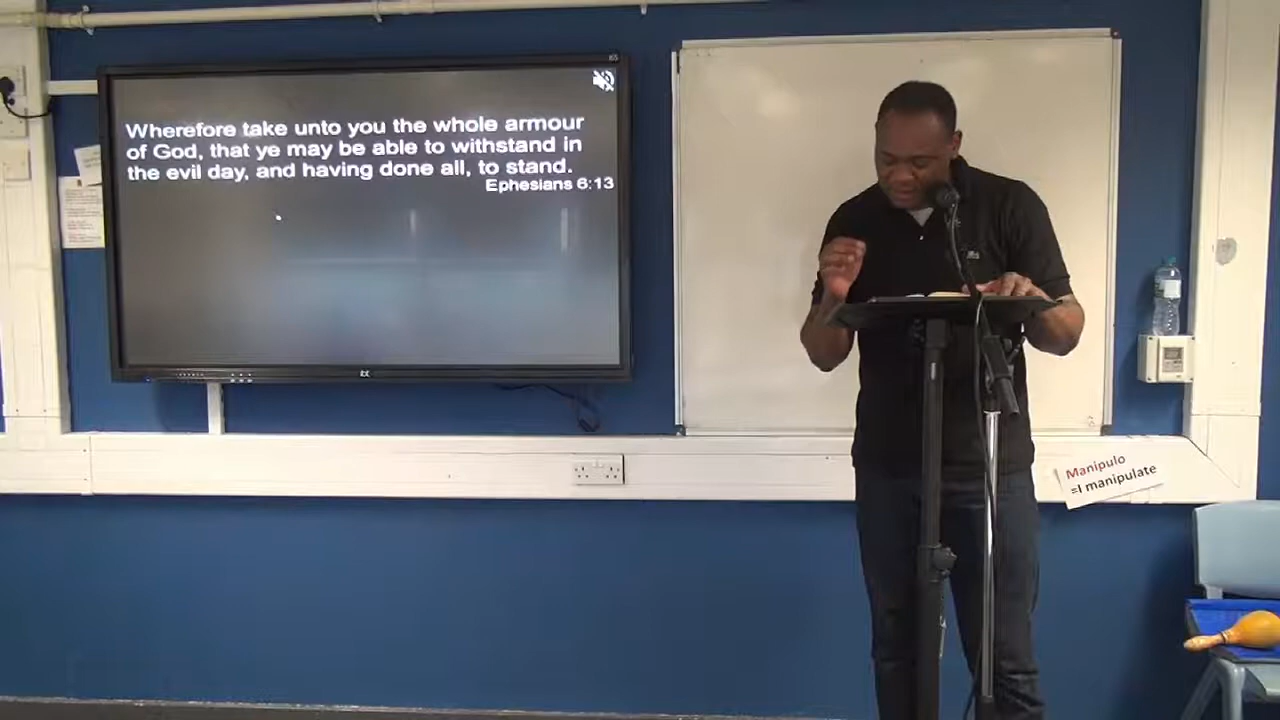 Wherefore take unto you the whole armour
of God, that ye may be able to withstand in
the evil day, and having done all, to stand.
Ephesians 6:13
Manipulo
=I manipulate